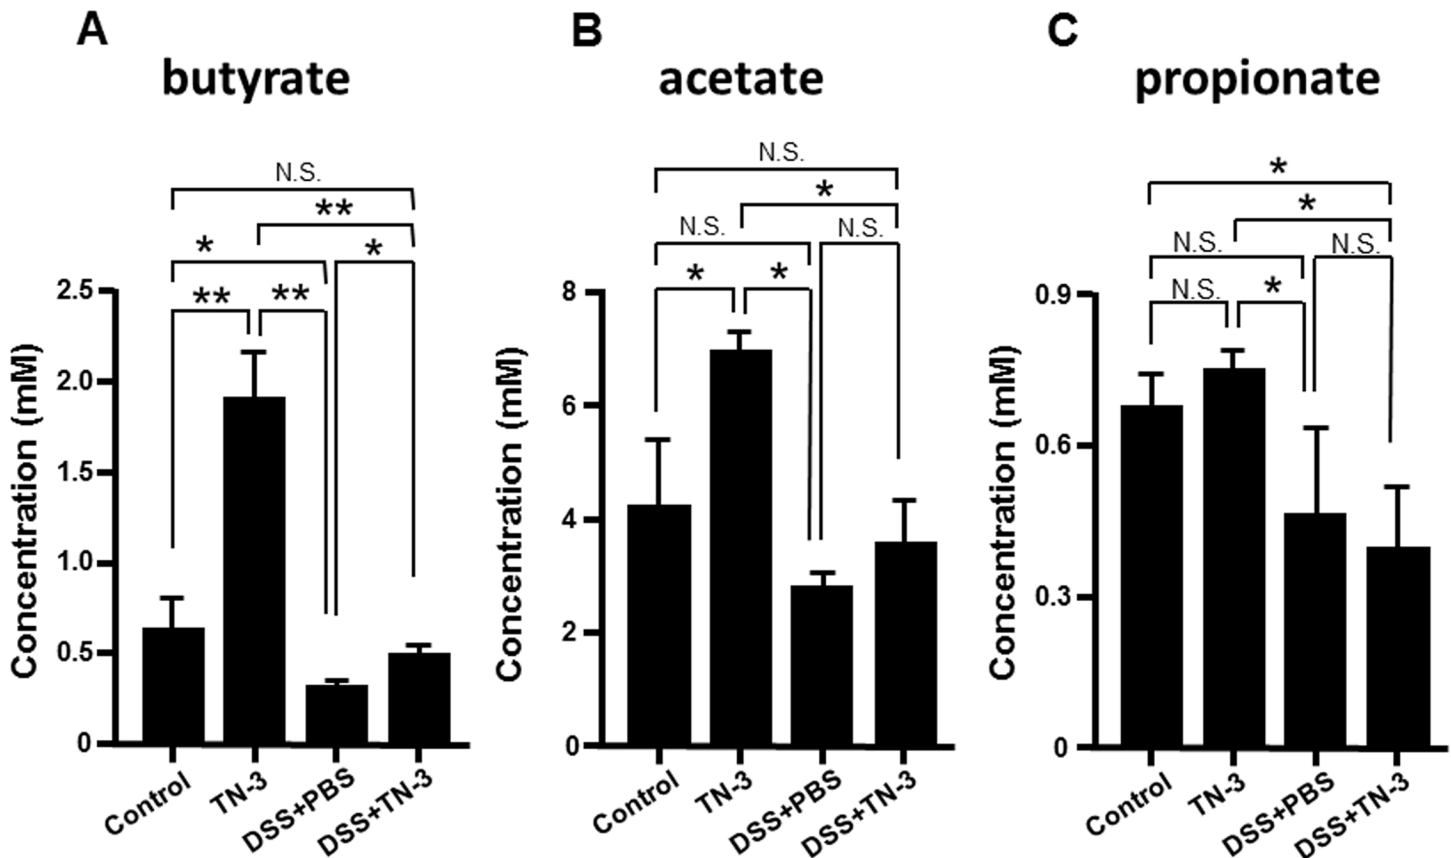 A
butyrate
N.S.
**
*
*
**
**
Concentration (mM)
2.5
2.0
1.5
1.0
0.5
0
Control
TN-3
DSS+PBS
DSS+TN-3
B
acetate
N.S.
*
N.S.
N.S.
*
*
Concentration (mM)
8
6
4
2
0
Control
TN-3
DSS+PBS
DSS+TN-3
C
propionate
*
*
N.S.
N.S.
N.S.
*
Concentration (mM)
0.9
0.6
0.3
0
Control
TN-3
DSS+PBS
DSS+TN-3